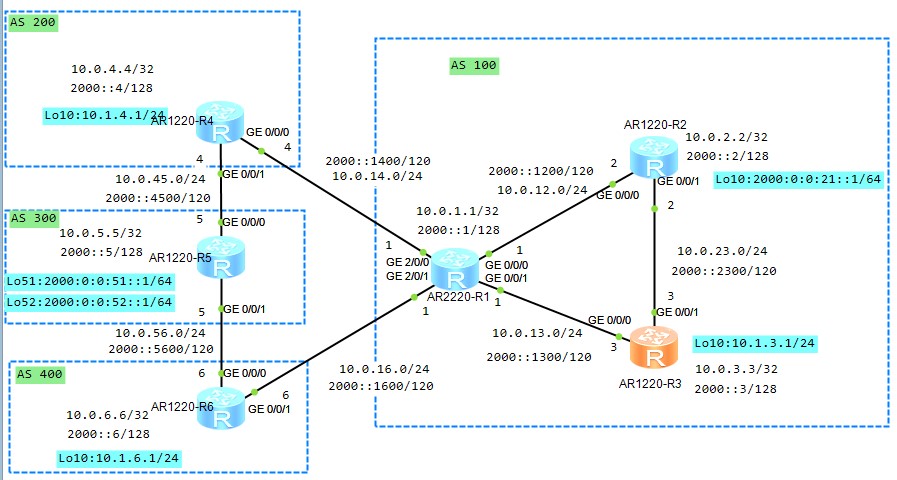 AS 200
10.0.4.4/32
2000::4/128
Lo10:10.1.4.1/24
AR1220-R4
R
GE 0/0/0
4
4
GE 0/0/1
10.0.45.0/24
2000::4500/120
AS 300
5
GE 0/0/0
10.0.5.5/32
2000::5/128
AR1220-R5
R
Lo51:2000:0:0:51::1/64
Lo52:2000:0:0:52::1/64
5
GE 0/0/1
10.0.56.0/24
2000::5600/120
AS 400
6
GE 0/0/0
AR1220-R6
R
6
GE 0/0/1
10.0.6.6/32
2000::6/128
Lo10:10.1.6.1/24
2000::1400/120
10.0.14.0/24
10.0.16.0/24
2000::1600/120
AS 100
2000::1200/120
10.0.12.0/24
10.0.1.1/32
2000::1/128
1
GE 2/0/0
GE 2/0/1
1
1
GE 0/0/0
GE 0/0/1
1
R
AR2220-R1
AR1220-R2
R
2
GE 0/0/0
10.0.2.2/32
2000::2/128
GE 0/0/1
Lo10:2000:0:0:21::1/64
2
10.0.23.0/24
2000::2300/120
3
GE 0/0/1
GE 0/0/0
3
10.0.13.0/24
2000::1300/120
R
AR1220-R3
Lo10:10.1.3.1/24
10.0.3.3/32
2000::3/128